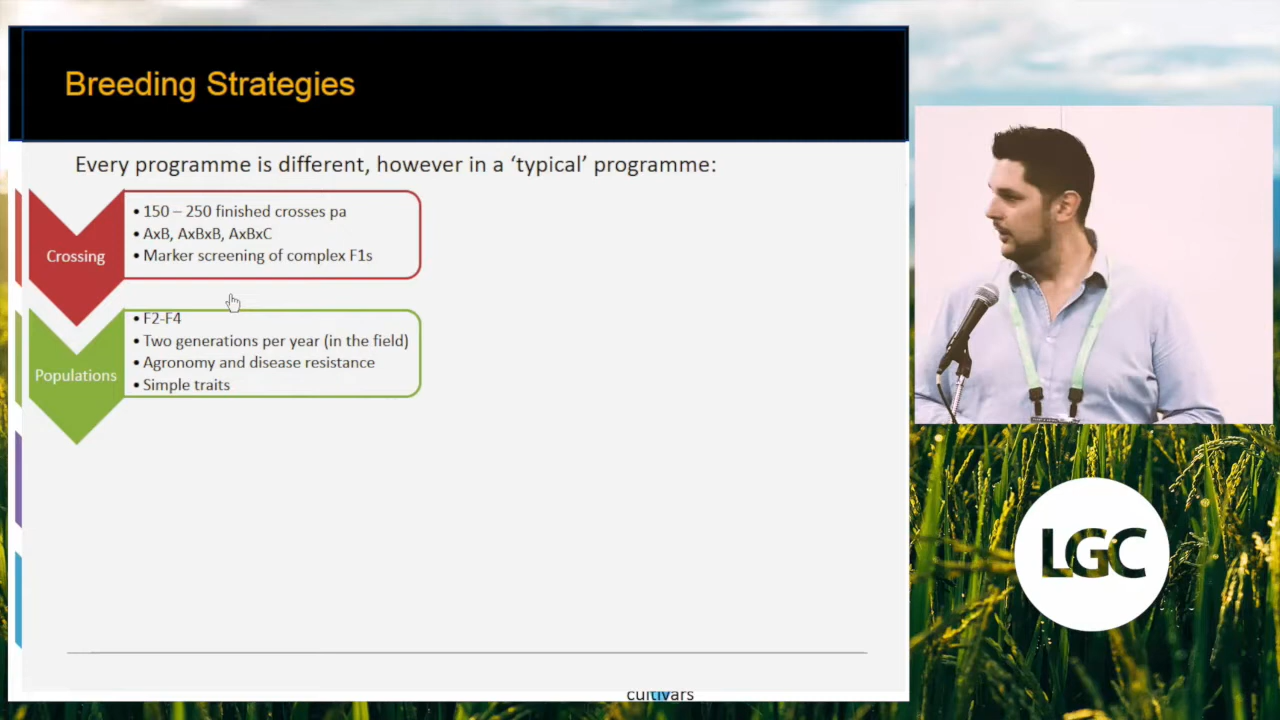 Breeding Strategies
Every programme is different, however in a ‘typical’ programme:
Crossing
• 150 – 250 finished crosses pa
• AxB, AxBxB, AxBxC
• Marker screening of complex F1s
Populations
• F2-F4
• Two generations per year (in the field)
• Agronomy and disease resistance
• Simple traits
cultivars
LGC